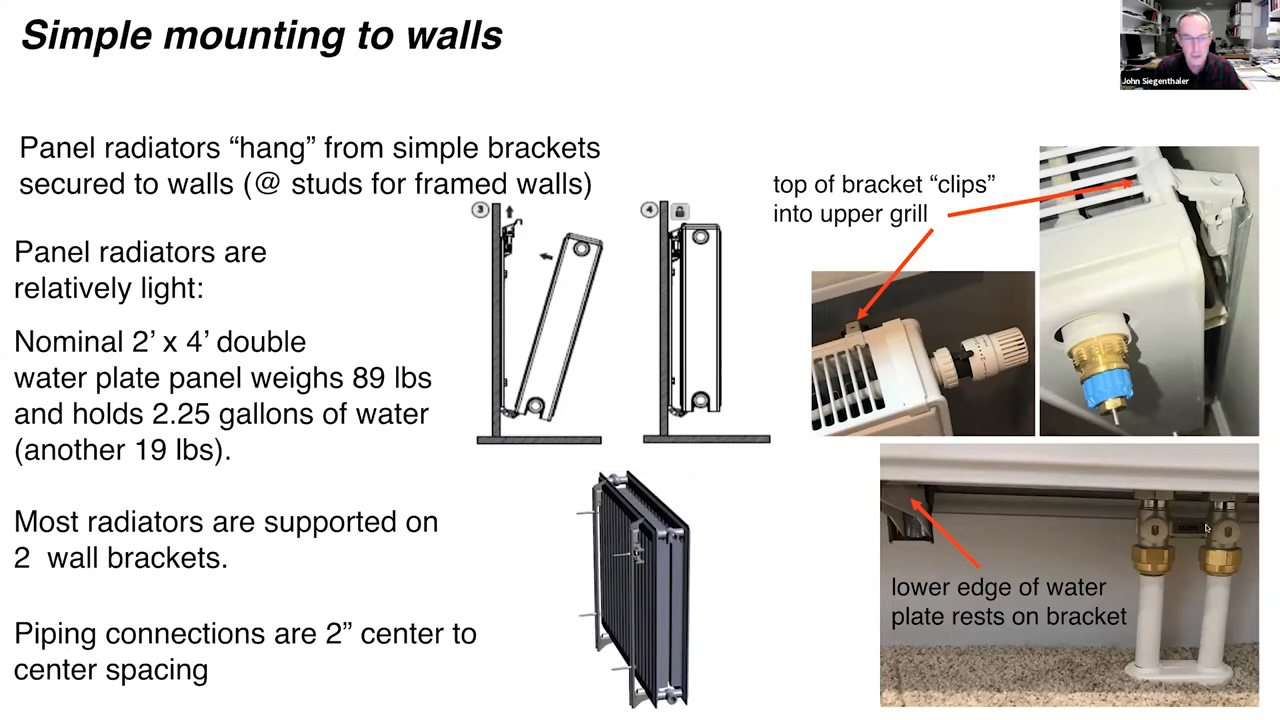 Simple mounting to walls
John Siegenthaler
Panel radiators “hang” from simple brackets
secured to walls (@ studs for framed walls)
Panel radiators are
relatively light:
Nominal 2’ x 4’ double
water plate panel weighs 89 lbs
and holds 2.25 gallons of water
(another 19 lbs).
Most radiators are supported on
2  wall brackets.
Piping connections are 2” center to
center spacing
3
4
top of bracket “clips”
into upper grill
lower edge of water
plate rests on bracket